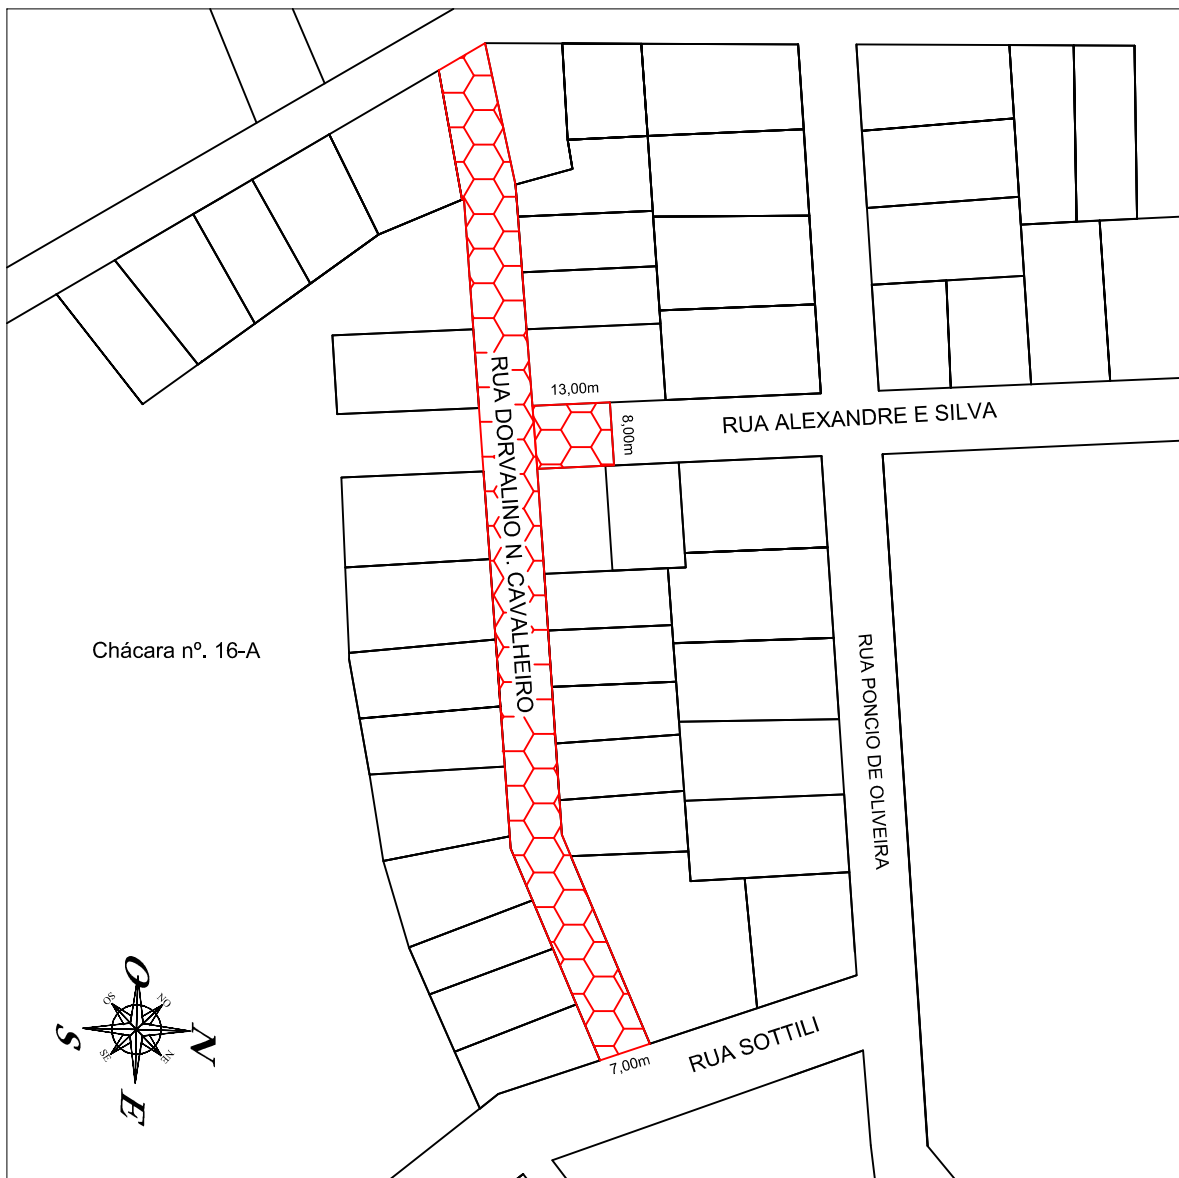 13,00m
8,00m
RUA ALEXANDRE E SILVA
RUA DORVALINO N. CAVALHEIRO
Chácara nº. 16-A
RUA PONCIO DE OLIVEIRA
O
SO
NO
S
N
SE
NE
E
RUA SOTTILI
7,00m